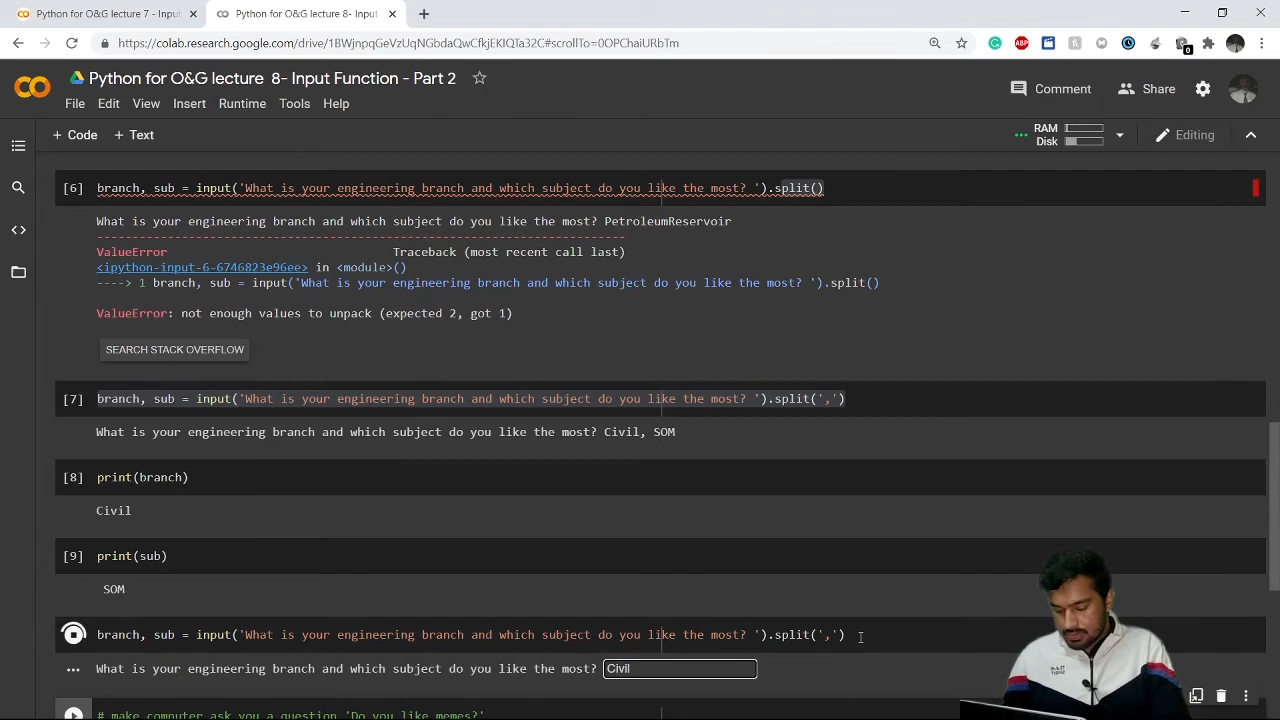 Python for O&G lecture 7 - Input
Python for O&G lecture 8- Input
https://colab.research.google.com/drive/1BWjnpqGeVzUqNGbdaQwCfIjEKIQTa32C#scrollTo=0OPChaiURbTm
ABP
0
Python for O&G lecture 8- Input Function - Part 2
Comment
Share
File Edit View Insert Runtime Tools Help
+ Code + Text
RAM
Disk
Editing
[6] branch, sub = input('What is your engineering branch and which subject do you like the most? ').split()
What is your engineering branch and which subject do you like the most? PetroleumReservoir
---------------------------------------------------------------------------
ValueError Traceback (most recent call last)
<ipython-input-6-6746823e96ee> in <module>()
----> 1 branch, sub = input('What is your engineering branch and which subject do you like the most? ').split()
ValueError: not enough values to unpack (expected 2, got 1)
SEARCH STACK OVERFLOW
[7] branch, sub = input('What is your engineering branch and which subject do you like the most? ').split(',')
What is your engineering branch and which subject do you like the most? Civil, SOM
[8] print(branch)
Civil
[9] print(sub)
SOM
branch, sub = input('What is your engineering branch and which subject do you like the most? ').split(',')
What is your engineering branch and which subject do you like the most? Civil
# make computer ask you a question 'Do you like memes?'